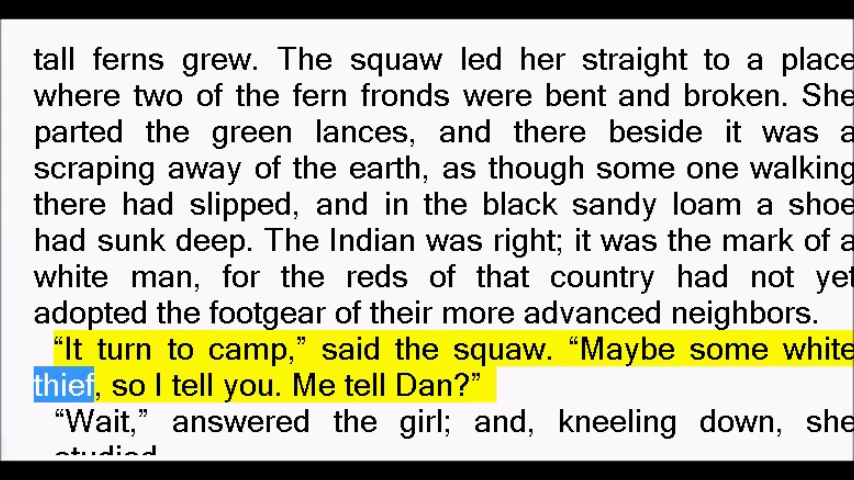 tall ferns grew. The squaw led her straight to a place
where two of the fern fronds were bent and broken. She
parted the green lances, and there beside it was a
scraping away of the earth, as though some one walking
there had slipped, and in the black sandy loam a shoe
had sunk deep. The Indian was right; it was the mark of a
white man, for the reds of that country had not yet
adopted the footgear of their more advanced neighbors.
“It turn to camp,” said the squaw. “Maybe some white
thief, so I tell you. Me tell Dan?”
“Wait,” answered the girl; and, kneeling down, she
studied